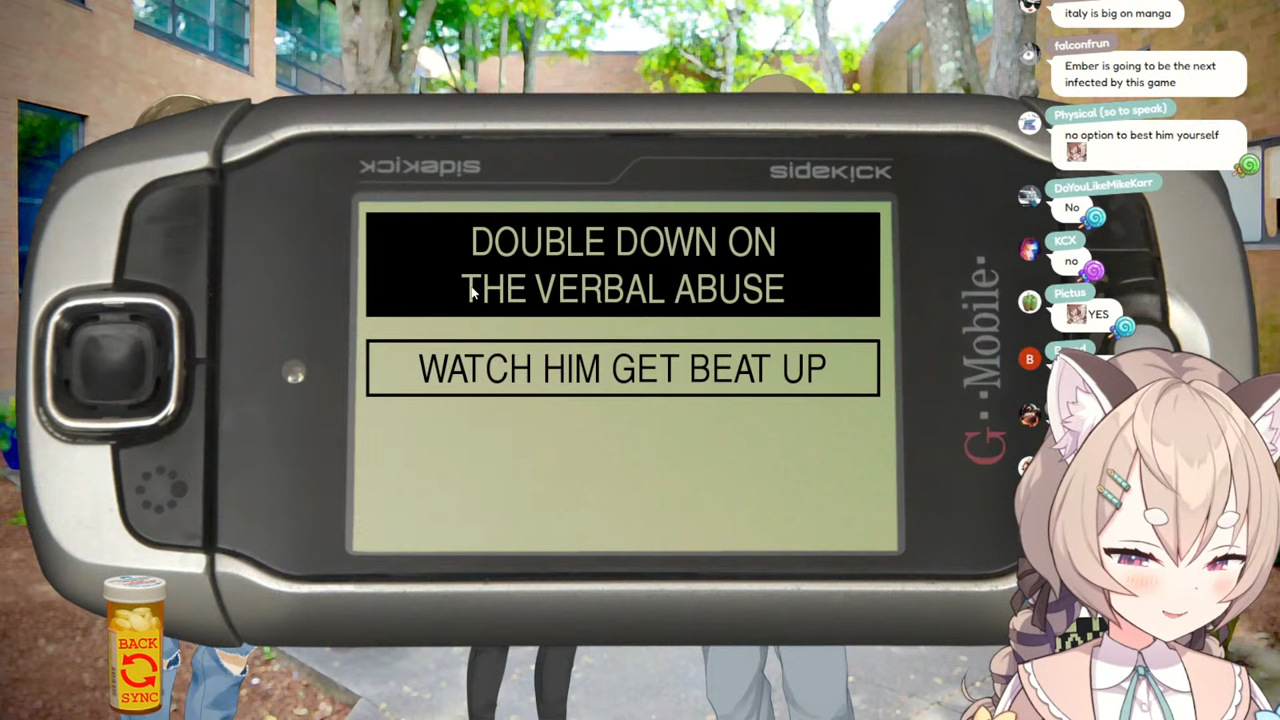 sidekick
sidekick
DOUBLE DOWN ON
THE VERBAL ABUSE
WATCH HIM GET BEAT UP
G··Mobile·
BACK
SYNC
italy is big on manga
falconfrun
Ember is going to be the next
infected by this game
Physical (so to speak)
no option to best him yourself
DoYouLikeMikeKorr
No
KCX
no
Pictus
YES
B